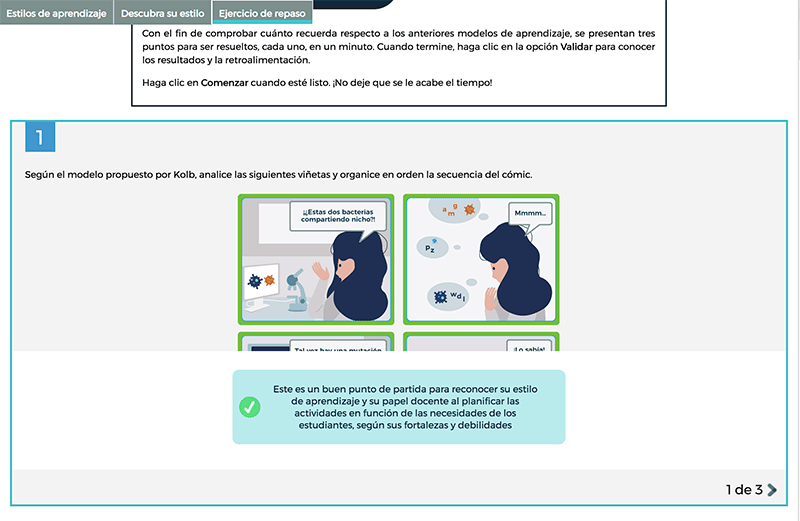 Estilos de aprendizaje Descubra su estilo Ejercicio de repaso
Con el fin de comprobar cuánto recuerda respecto a los anteriores modelos de aprendizaje, se presentan tres
puntos para ser resueltos, cada uno, en un minuto. Cuando termine, haga clic en la opción Validar para conocer
los resultados y la retroalimentación.
Haga clic en Comenzar cuando esté listo. ¡No deje que se le acabe el tiempo!
1
Según el modelo propuesto por Kolb, analice las siguientes viñetas y organice en orden la secuencia del cómic.
¡¿Estas dos bacterias
compartiendo nicho?!
a g m
Mmmm...
P z
w d l
Tal vez hay una mutación
¡Lo sabía!
Este es un buen punto de partida para reconocer su estilo
de aprendizaje y su papel docente al planificar las
actividades en función de las necesidades de los
estudiantes, según sus fortalezas y debilidades
1 de 3